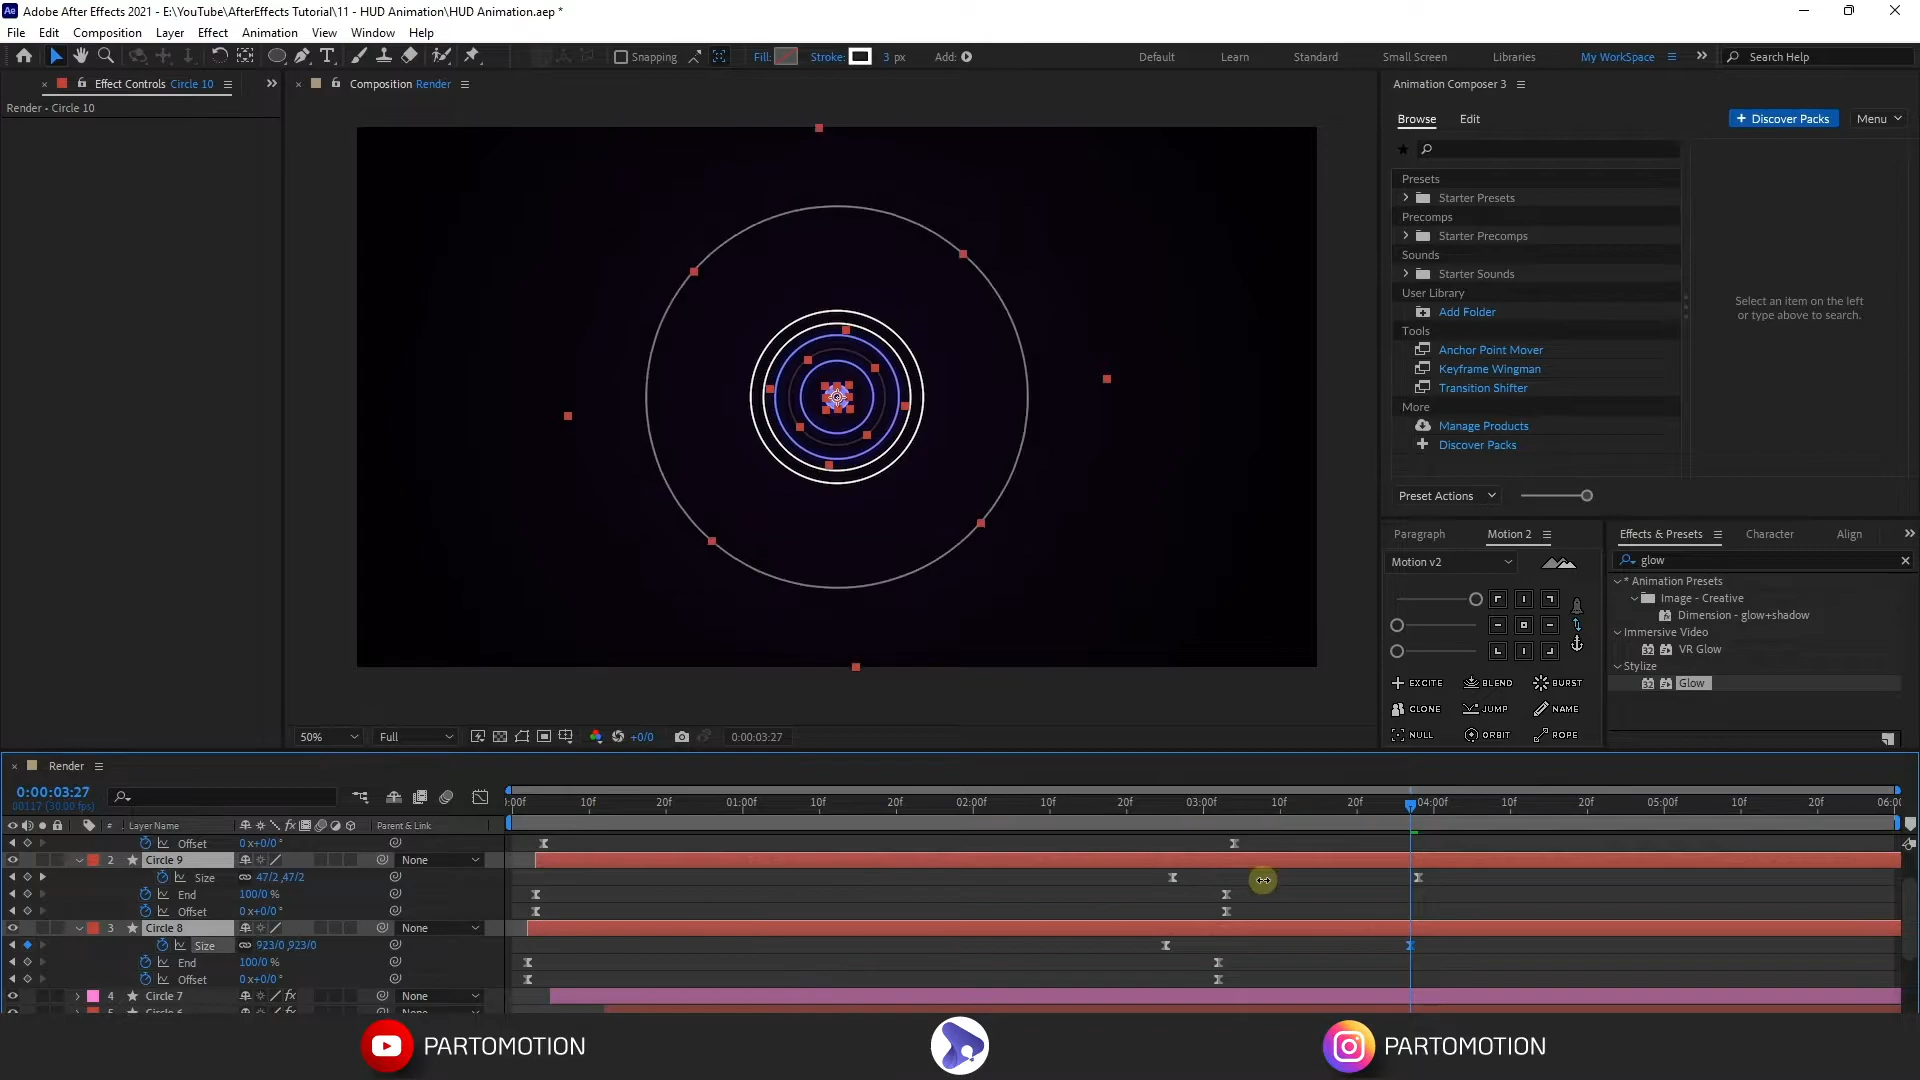 Adobe After Effects 2021 - E:\YouTube\AfterEffects Tutorial\11 - HUD Animation\HUD Animation.aep *
File Edit Composition Layer Effect Animation View Window Help
Snapping Fill: Stroke: 3 px Add: Default Learn Standard Small Screen Libraries My WorkSpace Search Help
Effect Controls Circle 10
Render - Circle 10
Composition Render
Animation Composer 3
Browse Edit + Discover Packs Menu
Presets
Starter Presets
Precomps
Starter Precomps
Sounds
Starter Sounds
User Library
Add Folder
Tools
Anchor Point Mover
Keyframe Wingman
Transition Shifter
More
Manage Products
Discover Packs
Select an item on the left
or type above to search.
Preset Actions
Paragraph Motion 2
Motion v2
EXCITE BLEND BURST
CLONE JUMP NAME
NULL ORBIT ROPE
Effects & Presets Character Align
glow
* Animation Presets
Image - Creative
Dimension - glow+shadow
Immersive Video
VR Glow
Stylize
Glow
50% Full +0/0 0:00:03:27
Render
0:00:03:27
00117 (30.00 fps)
# Layer Name Parent & Link
:00f 10f 20f 01:00f 10f 20f 02:00f 10f 20f 03:00f 10f 20f 04:00f 10f 20f 05:00f 10f 20f 06:00
Offset 0x+0/0°
2 Circle 9 None
Size 47/2,47/2
End 100/0 %
Offset 0x+0/0°
3 Circle 8 None
Size 923/0,923/0
End 100/0 %
Offset 0x+0/0°
4 Circle 7 None
PARTOMOTION
PARTOMOTION